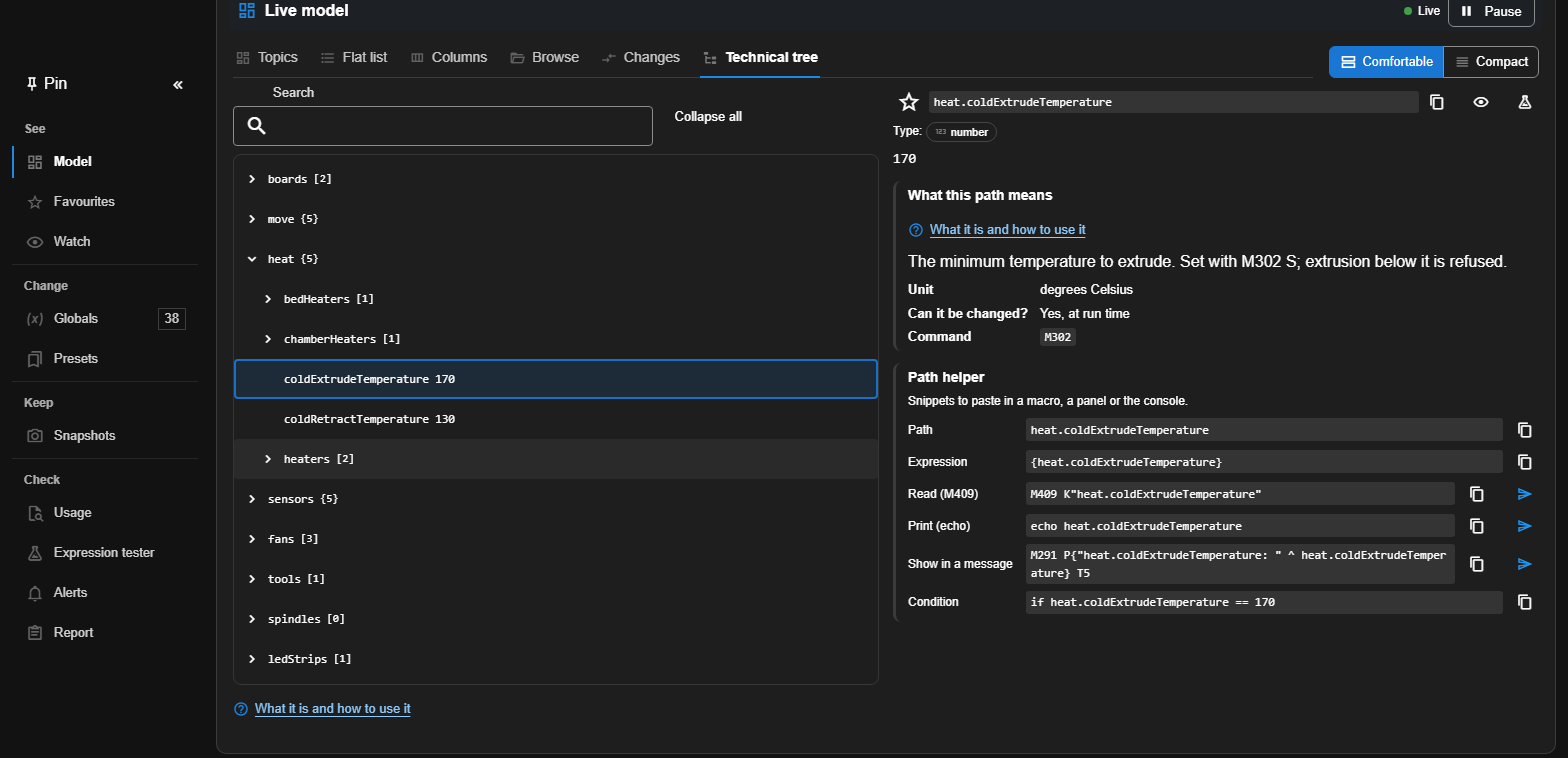 Live model
Live
Pause
Pin
«
Topics
Flat list
Columns
Browse
Changes
Technical tree
Comfortable
Compact
See
Model
Favourites
Watch
Change
(x) Globals 38
Presets
Keep
Snapshots
Check
Usage
Expression tester
Alerts
Report
Search
Collapse all
boards [2]
move {5}
heat {5}
bedHeaters [1]
chamberHeaters [1]
coldExtrudeTemperature 170
coldRetractTemperature 130
heaters [2]
sensors {5}
fans [3]
tools [1]
spindles [0]
ledStrips [1]
What it is and how to use it
heat.coldExtrudeTemperature
Type: 123 number
170
What this path means
What it is and how to use it
The minimum temperature to extrude. Set with M302 S; extrusion below it is refused.
Unit degrees Celsius
Can it be changed? Yes, at run time
Command M302
Path helper
Snippets to paste in a macro, a panel or the console.
Path heat.coldExtrudeTemperature
Expression {heat.coldExtrudeTemperature}
Read (M409) M409 K"heat.coldExtrudeTemperature"
Print (echo) echo heat.coldExtrudeTemperature
Show in a message M291 P{"heat.coldExtrudeTemperature: " ^ heat.coldExtrudeTemper
ature} T5
Condition if heat.coldExtrudeTemperature == 170